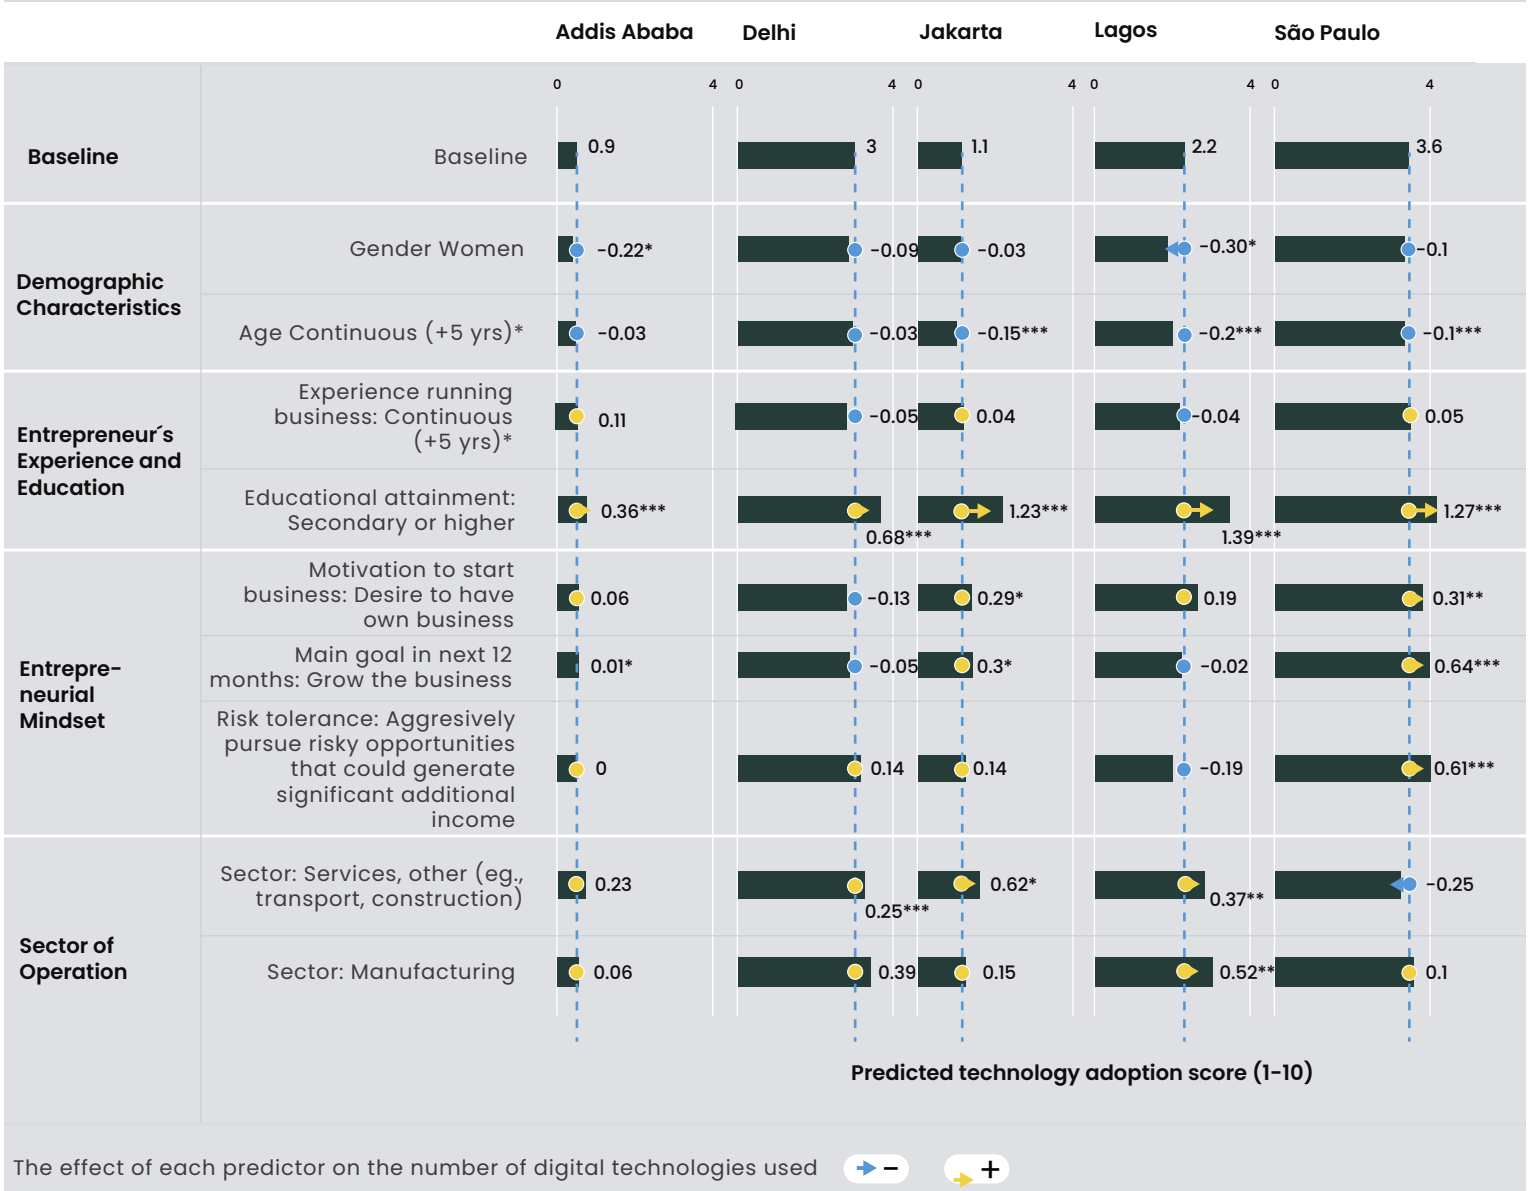 Addis Ababa Delhi Jakarta Lagos São Paulo
0 4 0 4 0 4 0 4 0 4
Baseline Baseline 0.9 3 1.1 2.2 3.6
Demographic
Characteristics
Gender Women -0.22* -0.09 -0.03 -0.30* -0.1
Age Continuous (+5 yrs)* -0.03 -0.03 -0.15*** -0.2*** -0.1***
Entrepreneur´s
Experience and
Education
Experience running
business: Continuous
(+5 yrs)*
0.11 -0.05 0.04 -0.04 0.05
Educational attainment:
Secondary or higher
0.36*** 0.68*** 1.23*** 1.39*** 1.27***
Entrepre-
neurial
Mindset
Motivation to start
business: Desire to have
own business
0.06 -0.13 0.29* 0.19 0.31**
Main goal in next 12
months: Grow the business
0.01* -0.05 0.3* -0.02 0.64***
Risk tolerance: Aggresively
pursue risky opportunities
that could generate
significant additional
income
0 0.14 0.14 -0.19 0.61***
Sector of
Operation
Sector: Services, other (eg.,
transport, construction)
0.23 0.25*** 0.62* 0.37** -0.25
Sector: Manufacturing 0.06 0.39 0.15 0.52** 0.1
Predicted technology adoption score (1-10)
The effect of each predictor on the number of digital technologies used - +